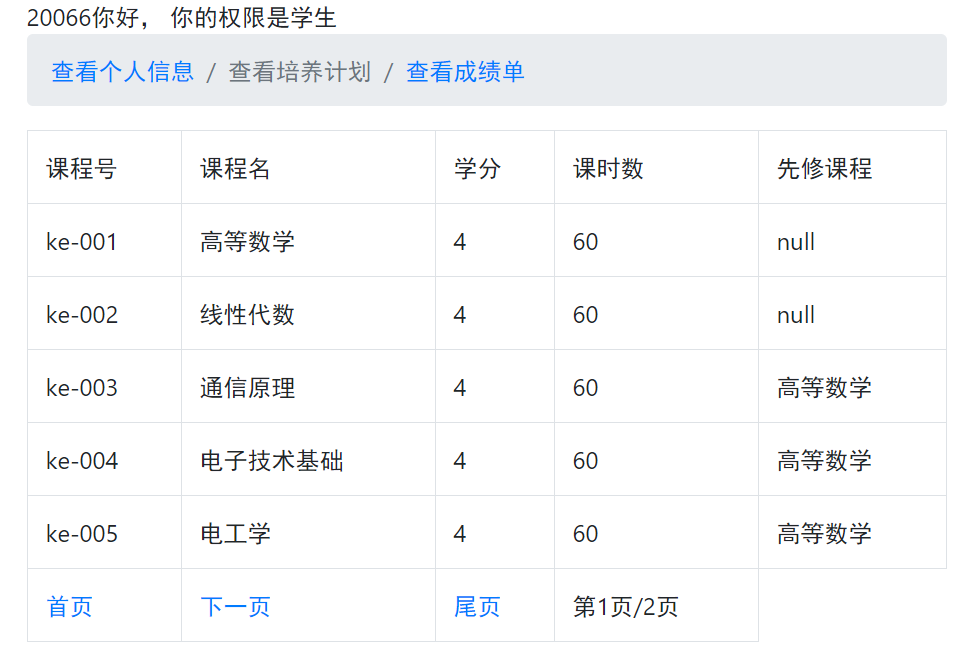 20066你好， 你的权限是学生
查看个人信息 / 查看培养计划 / 查看成绩单
课程号 课程名 学分 课时数 先修课程
ke-001 高等数学 4 60 null
ke-002 线性代数 4 60 null
ke-003 通信原理 4 60 高等数学
ke-004 电子技术基础 4 60 高等数学
ke-005 电工学 4 60 高等数学
首页 下一页 尾页 第1页/2页